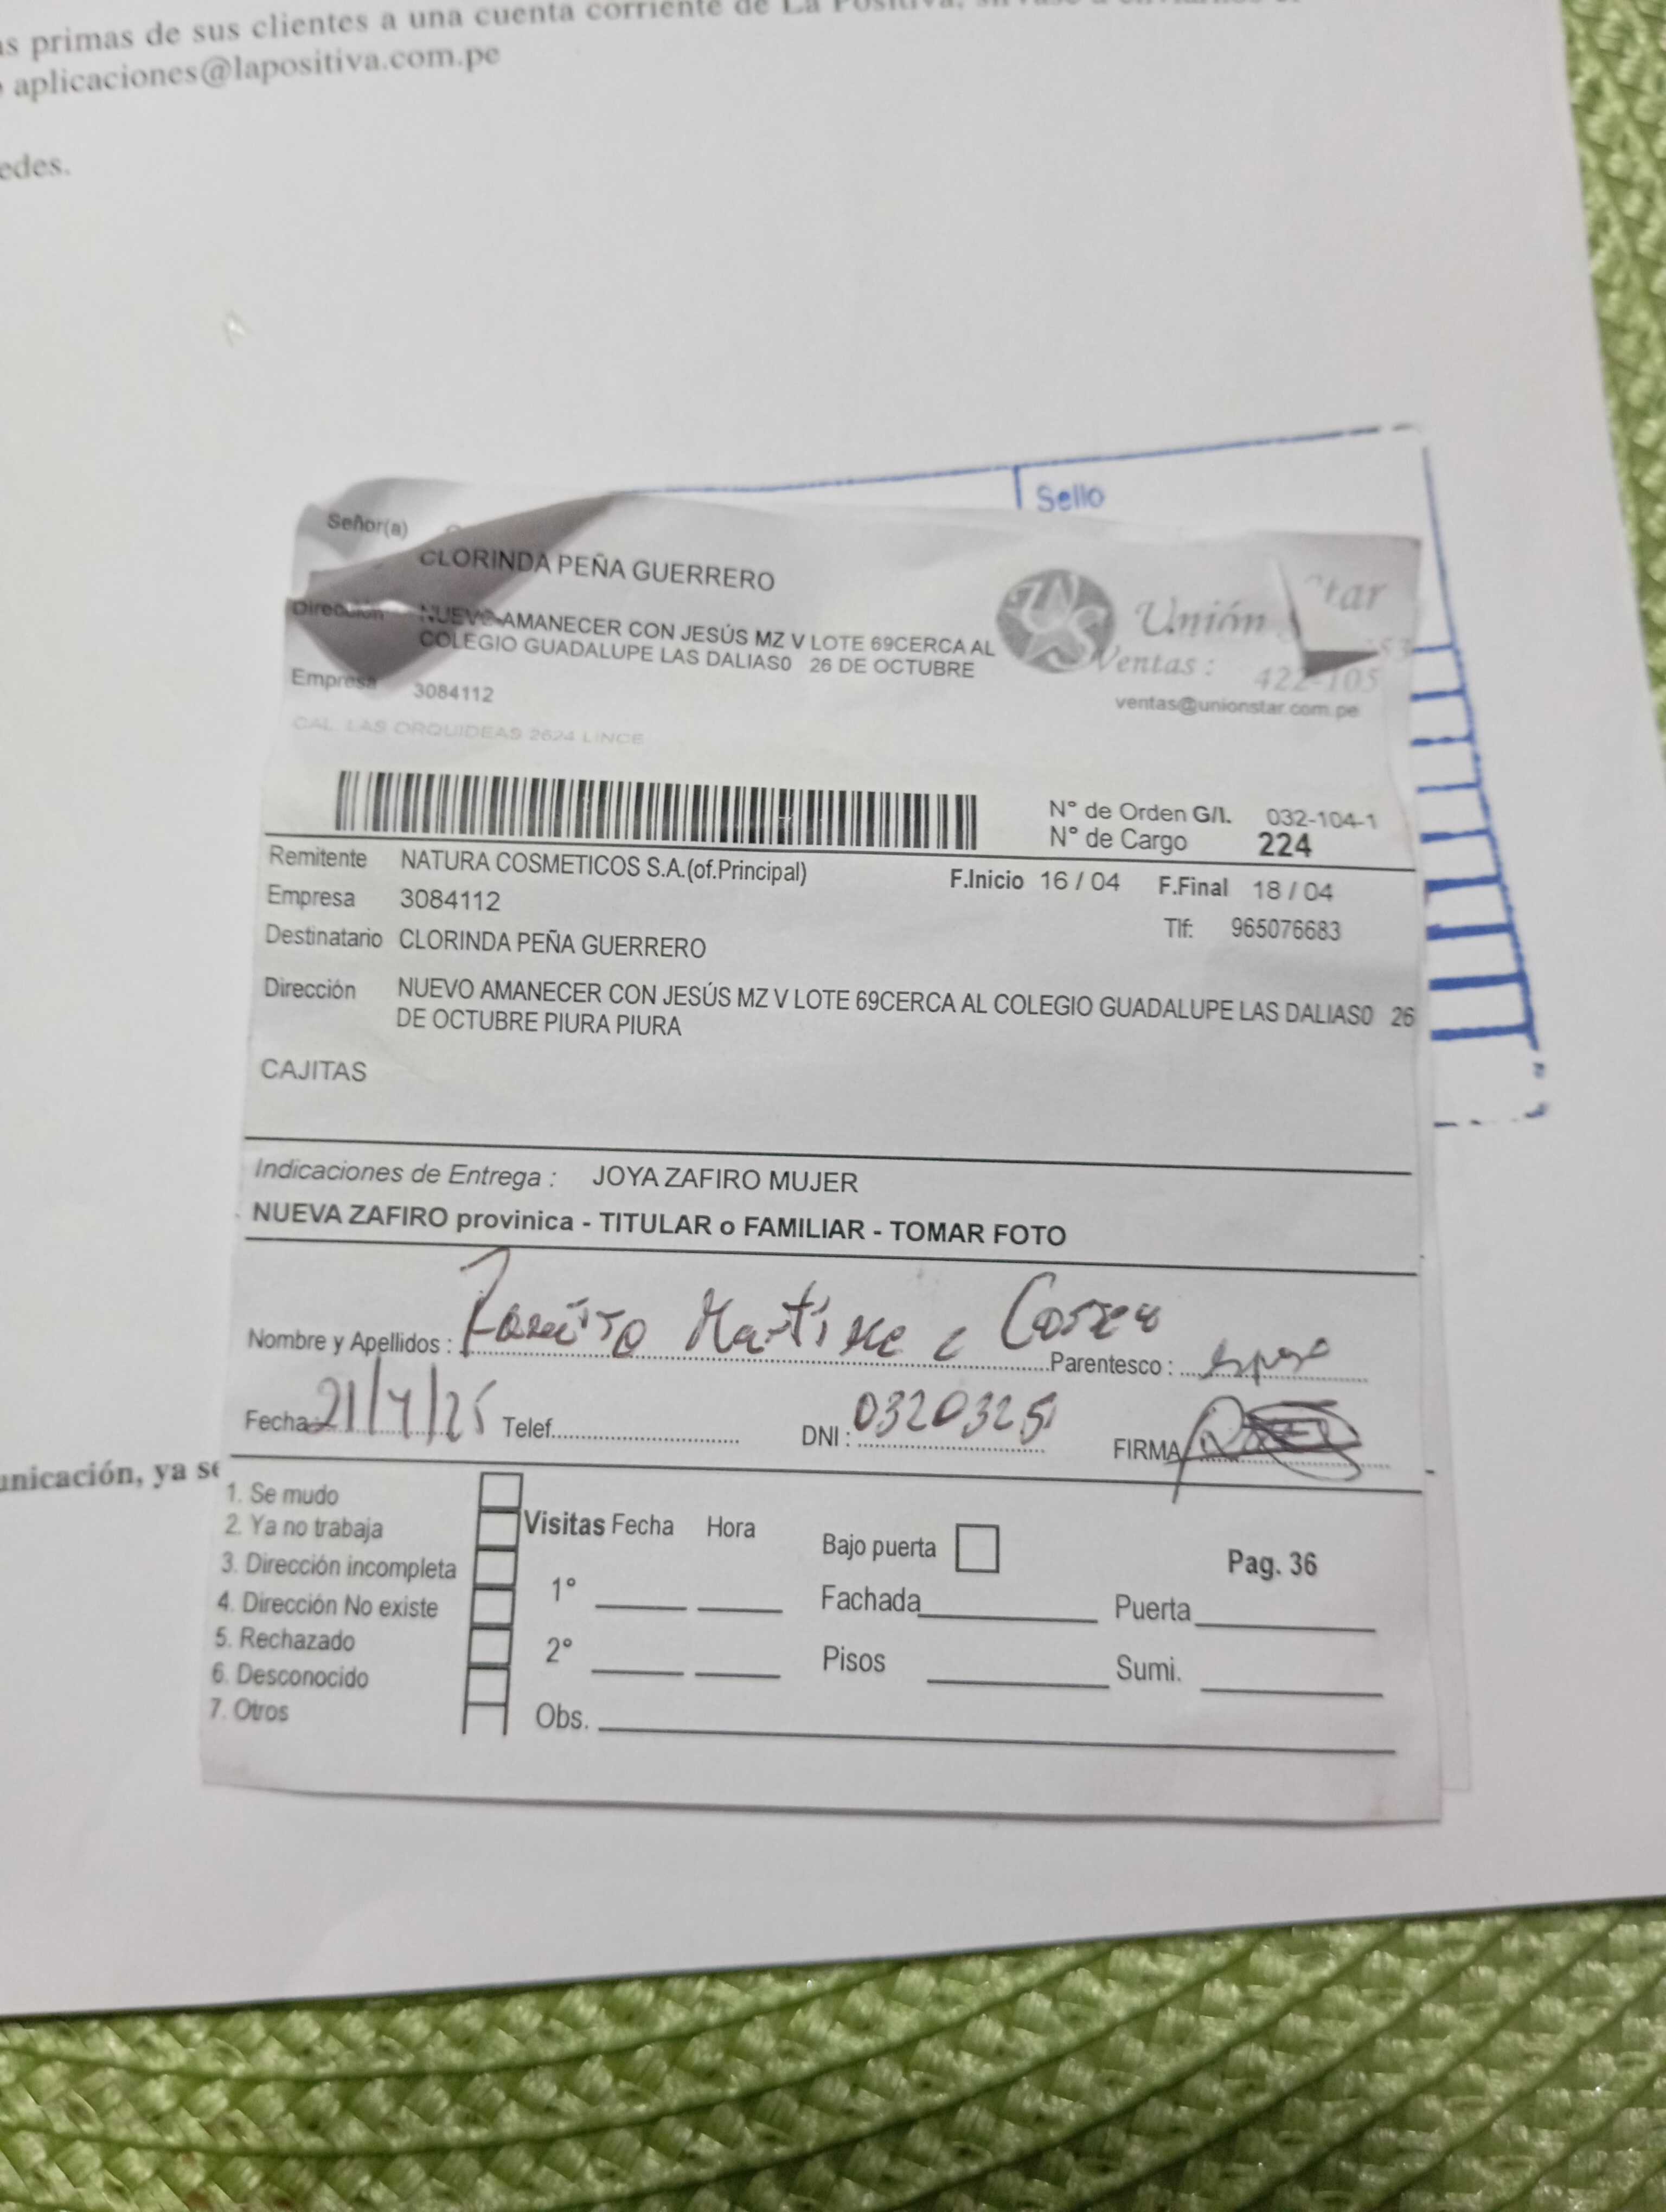 as primas de sus clientes a una cuenta corriente de La Positiva,
aplicaciones@lapositiva.com.pe
edes.
Sello
Señor(a)
CLORINDA PEÑA GUERRERO
Dirección NUEVO AMANECER CON JESÚS MZ V LOTE 69CERCA AL
COLEGIO GUADALUPE LAS DALIAS0 26 DE OCTUBRE
Empresa 3084112
CAL. LAS ORQUIDEAS 2624 LINCE
Unión tar
Ventas : 422-105
ventas@unionstar.com.pe
N° de Orden G/I. 032-104-1
N° de Cargo 224
Remitente NATURA COSMETICOS S.A.(of.Principal)
F.Inicio 16 / 04 F.Final 18 / 04
Empresa 3084112
Tlf: 965076683
Destinatario CLORINDA PEÑA GUERRERO
Dirección NUEVO AMANECER CON JESÚS MZ V LOTE 69CERCA AL COLEGIO GUADALUPE LAS DALIAS0 26
DE OCTUBRE PIURA PIURA
CAJITAS
Indicaciones de Entrega : JOYA ZAFIRO MUJER
NUEVA ZAFIRO provinica - TITULAR o FAMILIAR - TOMAR FOTO
Nombre y Apellidos : Ramiro Martinez Correa Parentesco : esposo
Fecha: 21/4/25 Telef. DNI : 03203251 FIRMA
unicación, ya se
1. Se mudo
2. Ya no trabaja
3. Dirección incompleta
4. Dirección No existe
5. Rechazado
6. Desconocido
7. Otros
Visitas Fecha Hora
1°
2°
Obs.
Bajo puerta
Pag. 36
Fachada Puerta
Pisos Sumi.